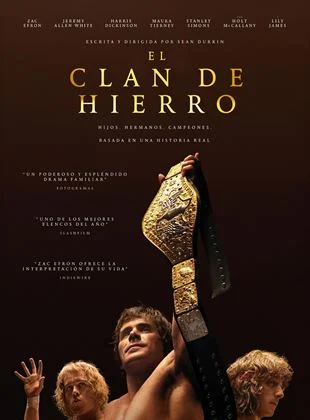 ZAC EFRON
JEREMY ALLEN WHITE
HARRIS DICKINSON
MAURA TIERNEY
STANLEY SIMONS
Y HOLT McCALLANY
LILY JAMES
ESCRITA Y DIRIGIDA POR SEAN DURKIN
EL
CLAN DE
HIERRO
HIJOS. HERMANOS. CAMPEONES.
BASADA EN UNA HISTORIA REAL
"UN PODEROSO Y ESPLÉNDIDO
DRAMA FAMILIAR"
FOTOGRAMAS
"UNO DE LOS MEJORES
ELENCOS DEL AÑO"
SLASHFILM
"ZAC EFRON OFRECE LA
INTERPRETACIÓN DE SU VIDA"
INDIEWIRE